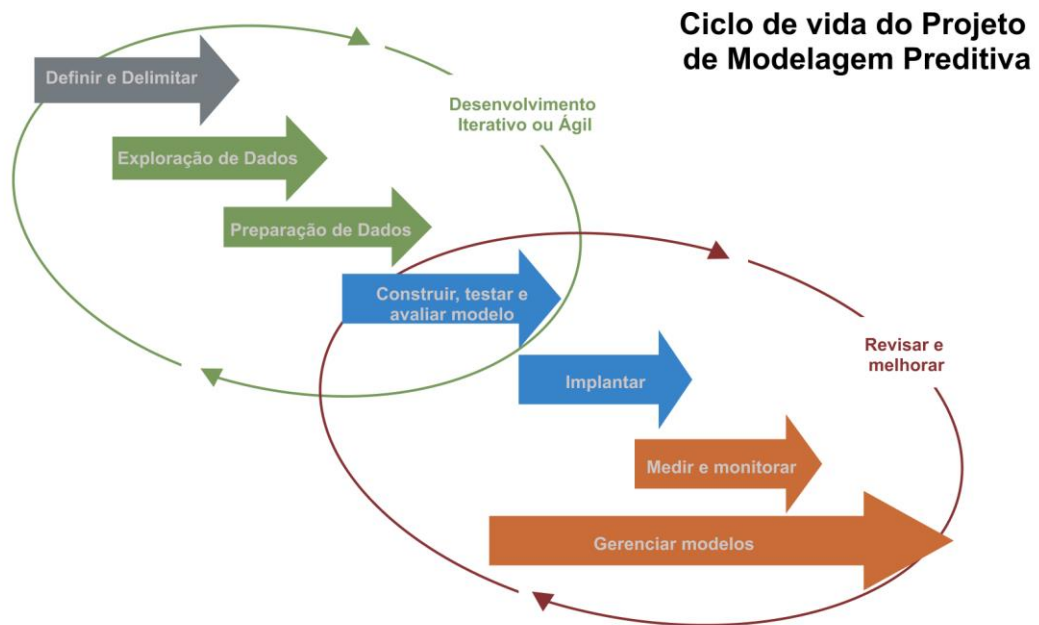 Ciclo de vida do Projeto
de Modelagem Preditiva
Definir e Delimitar
Desenvolvimento
Iterativo ou Ágil
Exploração de Dados
Preparação de Dados
Construir, testar e
avaliar modelo
Revisar e
melhorar
Implantar
Medir e monitorar
Gerenciar modelos